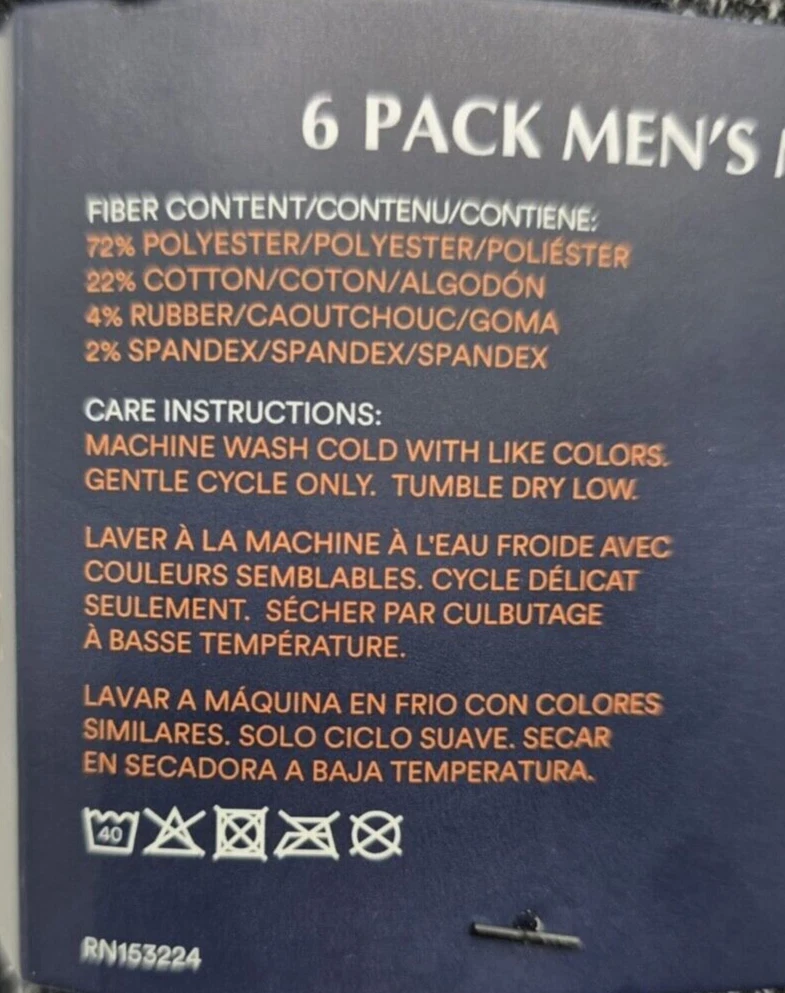 6 PACK MEN'S
FIBER CONTENT/CONTENU/CONTIENE:
72% POLYESTER/POLYESTER/POLIÉSTER
22% COTTON/COTON/ALGODÓN
4% RUBBER/CAOUTCHOUC/GOMA
2% SPANDEX/SPANDEX/SPANDEX
CARE INSTRUCTIONS:
MACHINE WASH COLD WITH LIKE COLORS.
GENTLE CYCLE ONLY. TUMBLE DRY LOW.
LAVER À LA MACHINE À L'EAU FROIDE AVEC
COULEURS SEMBLABLES. CYCLE DÉLICAT
SEULEMENT. SÉCHER PAR CULBUTAGE
À BASSE TEMPÉRATURE.
LAVAR A MÁQUINA EN FRIO CON COLORES
SIMILARES. SOLO CICLO SUAVE. SECAR
EN SECADORA A BAJA TEMPERATURA.
40
RN153224